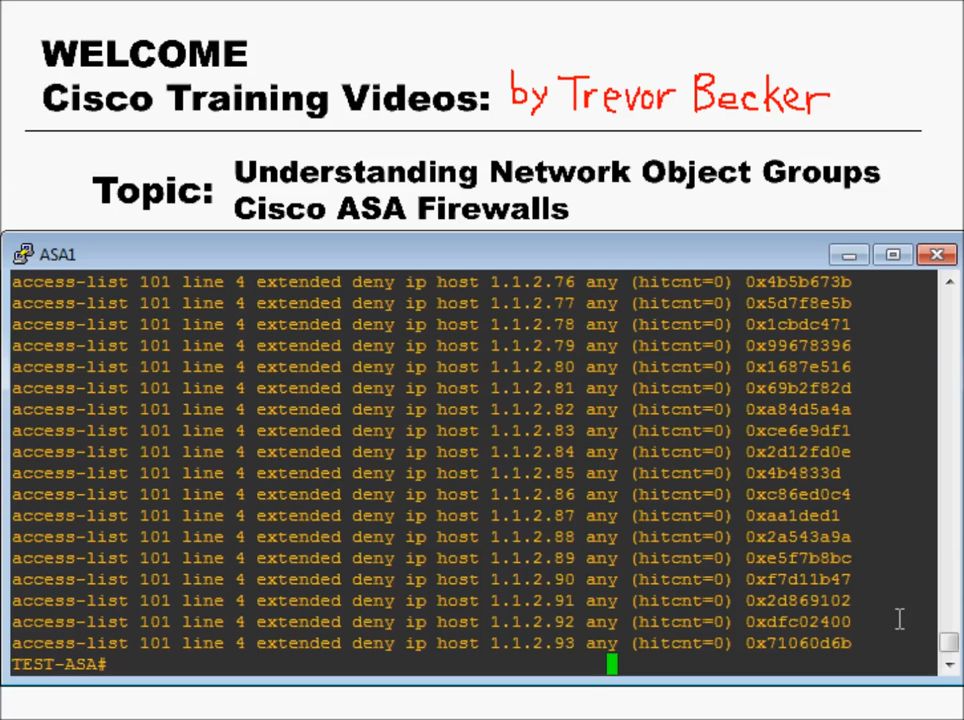 WELCOME
Cisco Training Videos: by Trevor Becker
Topic: Understanding Network Object Groups
Cisco ASA Firewalls
ASA1
access-list 101 line 4 extended deny ip host 1.1.2.76 any (hitcnt=0) 0x4b5b673b
access-list 101 line 4 extended deny ip host 1.1.2.77 any (hitcnt=0) 0x5d7f8e5b
access-list 101 line 4 extended deny ip host 1.1.2.78 any (hitcnt=0) 0x1cbdc471
access-list 101 line 4 extended deny ip host 1.1.2.79 any (hitcnt=0) 0x99678396
access-list 101 line 4 extended deny ip host 1.1.2.80 any (hitcnt=0) 0x1687e516
access-list 101 line 4 extended deny ip host 1.1.2.81 any (hitcnt=0) 0x69b2f82d
access-list 101 line 4 extended deny ip host 1.1.2.82 any (hitcnt=0) 0xa84d5a4a
access-list 101 line 4 extended deny ip host 1.1.2.83 any (hitcnt=0) 0xce6e9df1
access-list 101 line 4 extended deny ip host 1.1.2.84 any (hitcnt=0) 0x2d12fd0e
access-list 101 line 4 extended deny ip host 1.1.2.85 any (hitcnt=0) 0x4b4833d
access-list 101 line 4 extended deny ip host 1.1.2.86 any (hitcnt=0) 0xc86ed0c4
access-list 101 line 4 extended deny ip host 1.1.2.87 any (hitcnt=0) 0xaa1ded1
access-list 101 line 4 extended deny ip host 1.1.2.88 any (hitcnt=0) 0x2a543a9a
access-list 101 line 4 extended deny ip host 1.1.2.89 any (hitcnt=0) 0xe5f7b8bc
access-list 101 line 4 extended deny ip host 1.1.2.90 any (hitcnt=0) 0xf7d11b47
access-list 101 line 4 extended deny ip host 1.1.2.91 any (hitcnt=0) 0x2d869102
access-list 101 line 4 extended deny ip host 1.1.2.92 any (hitcnt=0) 0xdfc02400
access-list 101 line 4 extended deny ip host 1.1.2.93 any (hitcnt=0) 0x71060d6b
TEST-ASA#